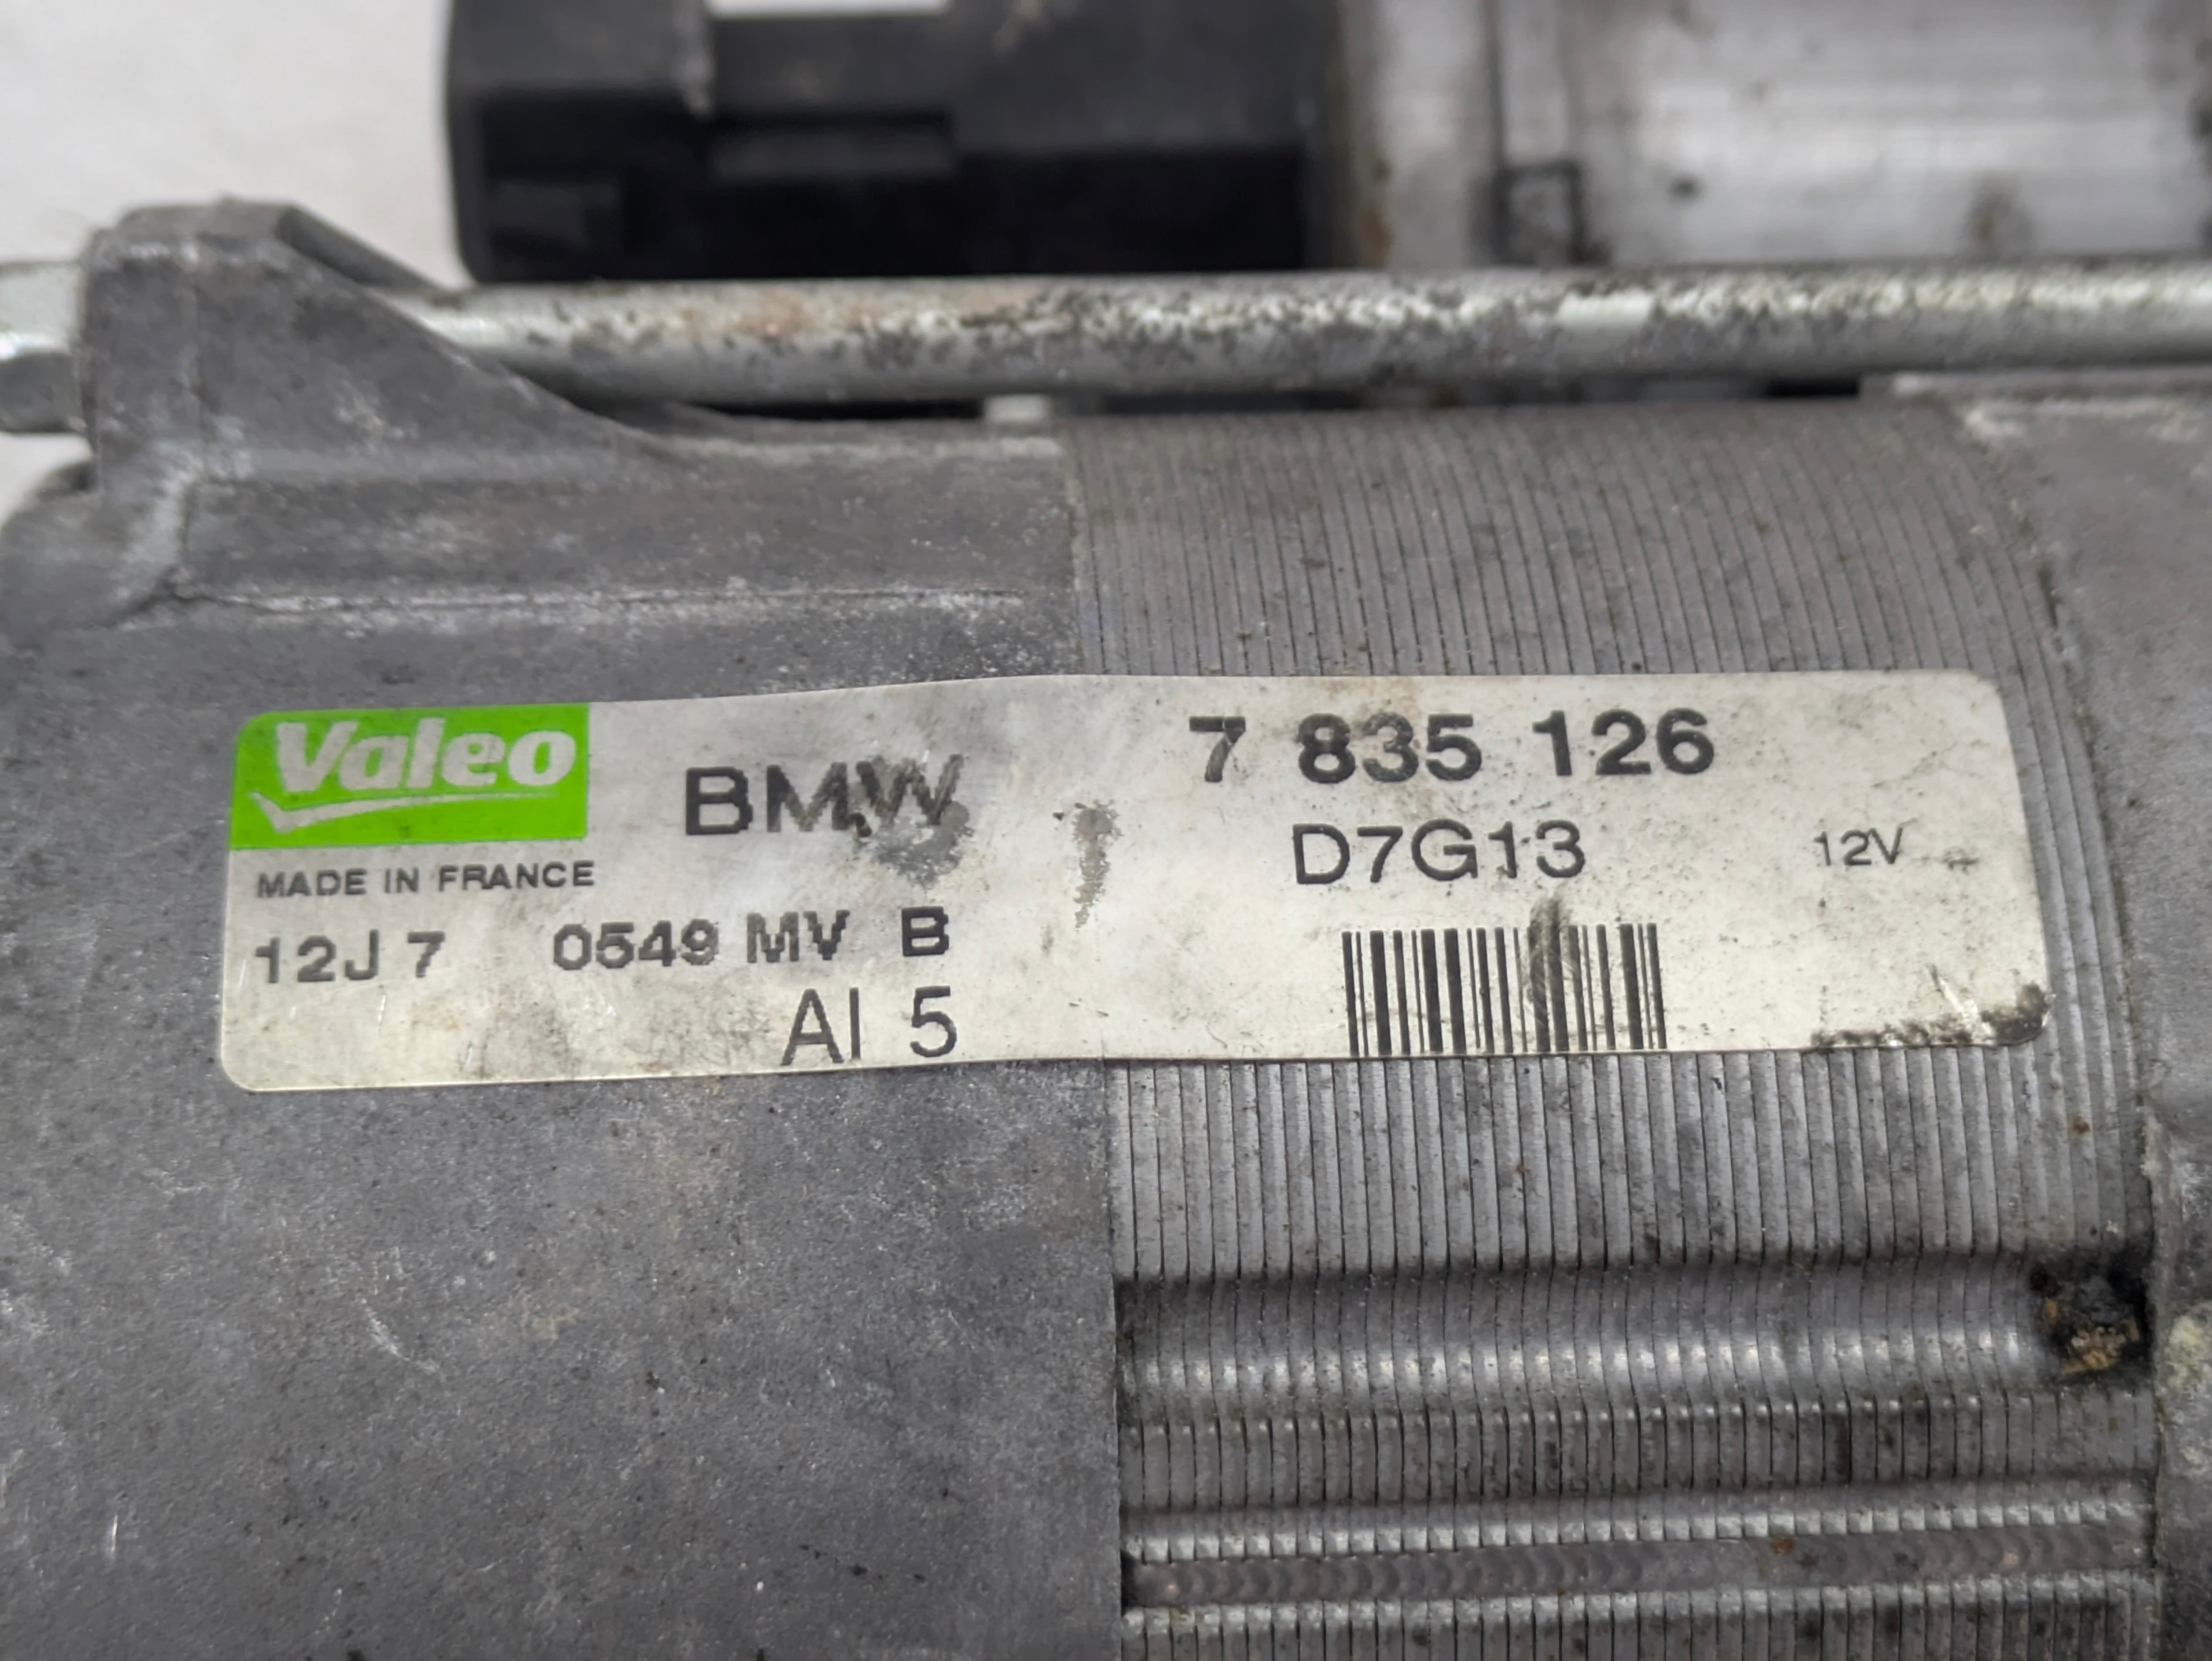 Valeo
BMW 7 835 126
MADE IN FRANCE D7G13 12V
12J 7 0549 MV B
AI 5